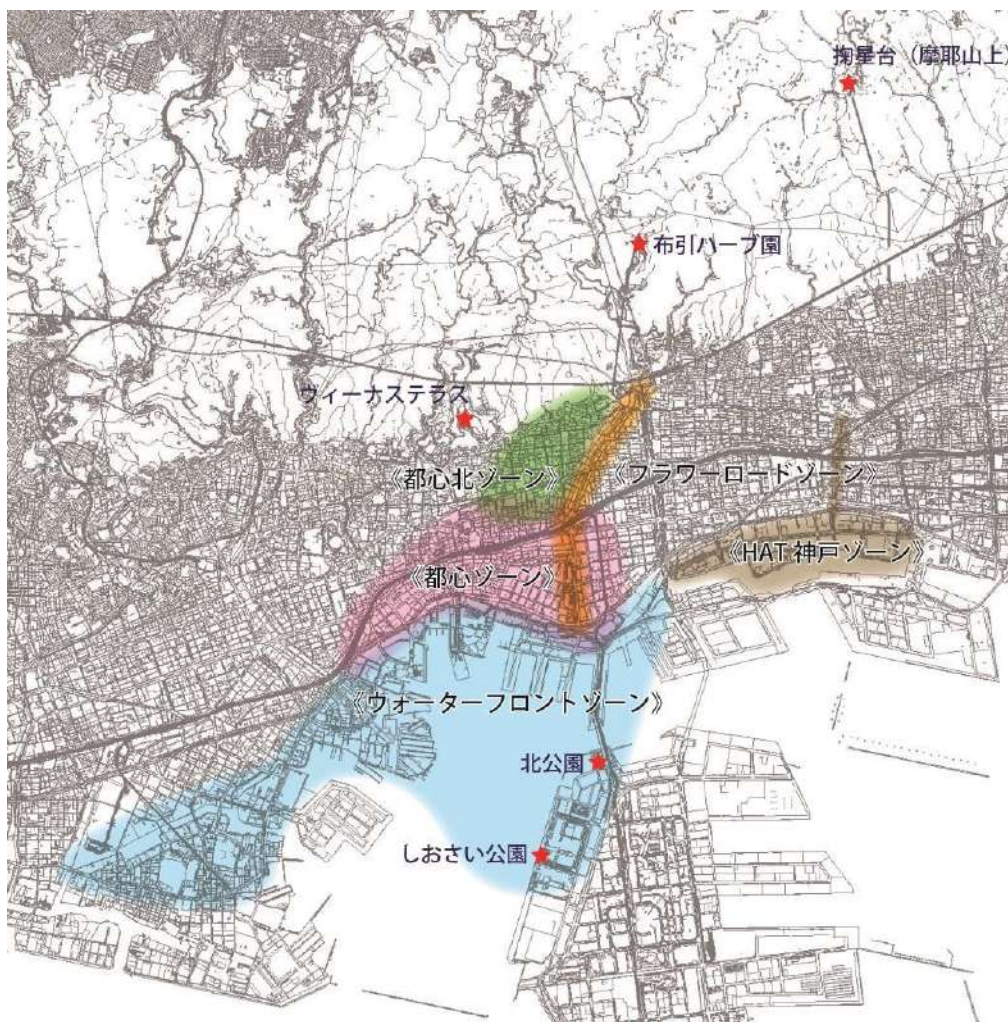 掬星台（摩耶山上）
布引ハーブ園
ウィーナステラス
《都心北ゾーン》
《フラワーロードゾーン》
《HAT神戸ゾーン》
《都心ゾーン》
《ウォーターフロントゾーン》
北公園
しおさい公園